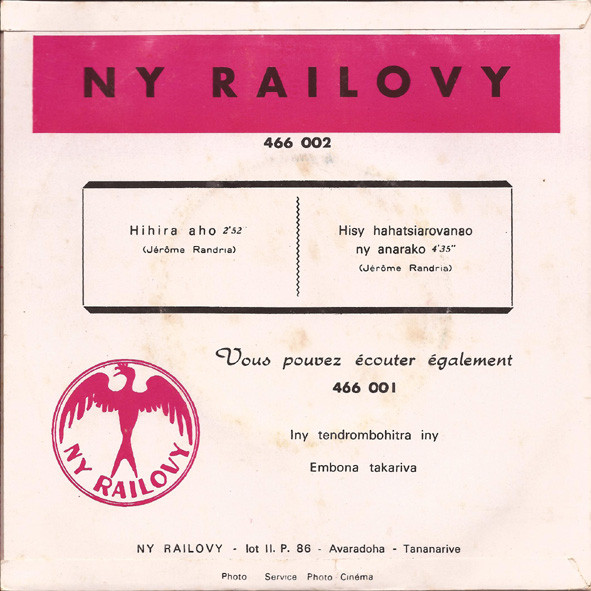 NY RAILOVY
466 002
Hihira aho 2'52
(Jérôme Randria)
Hisy hahatsiarovanao
ny anarako 4'35"
(Jérôme Randria)
Vous pouvez écouter également
466 001
Iny tendrombohitra iny
Embona takariva
NY RAILOVY
NY RAILOVY - lot II. P. 86 - Avaradoha - Tananarive
Photo Service Photo Cinéma